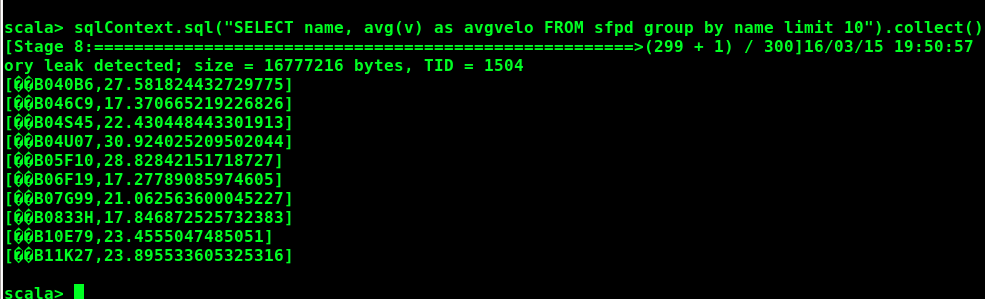 scala> sqlContext.sql("SELECT name, avg(v) as avgvelo FROM sfpd group by name limit 10").collect()
[Stage 8:======================================================>(299 + 1) / 300]16/03/15 19:50:57
ory leak detected; size = 16777216 bytes, TID = 1504
[��B040B6,27.581824432729775]
[��B046C9,17.370665219226826]
[��B04S45,22.430448443301913]
[��B04U07,30.924025209502044]
[��B05F10,28.82842151718727]
[��B06F19,17.27789085974605]
[��B07G99,21.062563600045227]
[��B0833H,17.846872525732383]
[��B10E79,23.4555047485051]
[��B11K27,23.895533605325316]
scala>